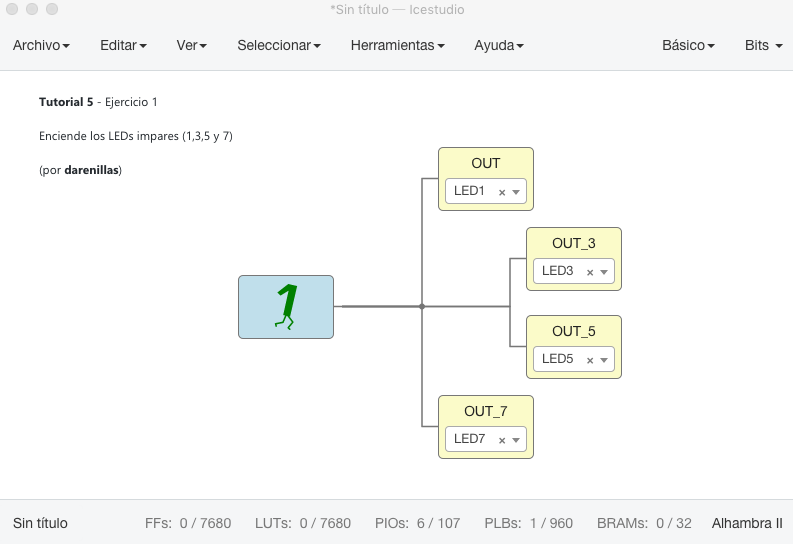 *Sin título — Icestudio
Archivo Editar Ver Seleccionar Herramientas Ayuda Básico Bits
Tutorial 5 - Ejercicio 1
Enciende los LEDs impares (1,3,5 y 7)
(por darenillas)
OUT
LED1 ×
OUT_3
LED3 ×
1
OUT_5
LED5 ×
OUT_7
LED7 ×
Sin título FFs: 0 / 7680 LUTs: 0 / 7680 PIOs: 6 / 107 PLBs: 1 / 960 BRAMs: 0 / 32 Alhambra II